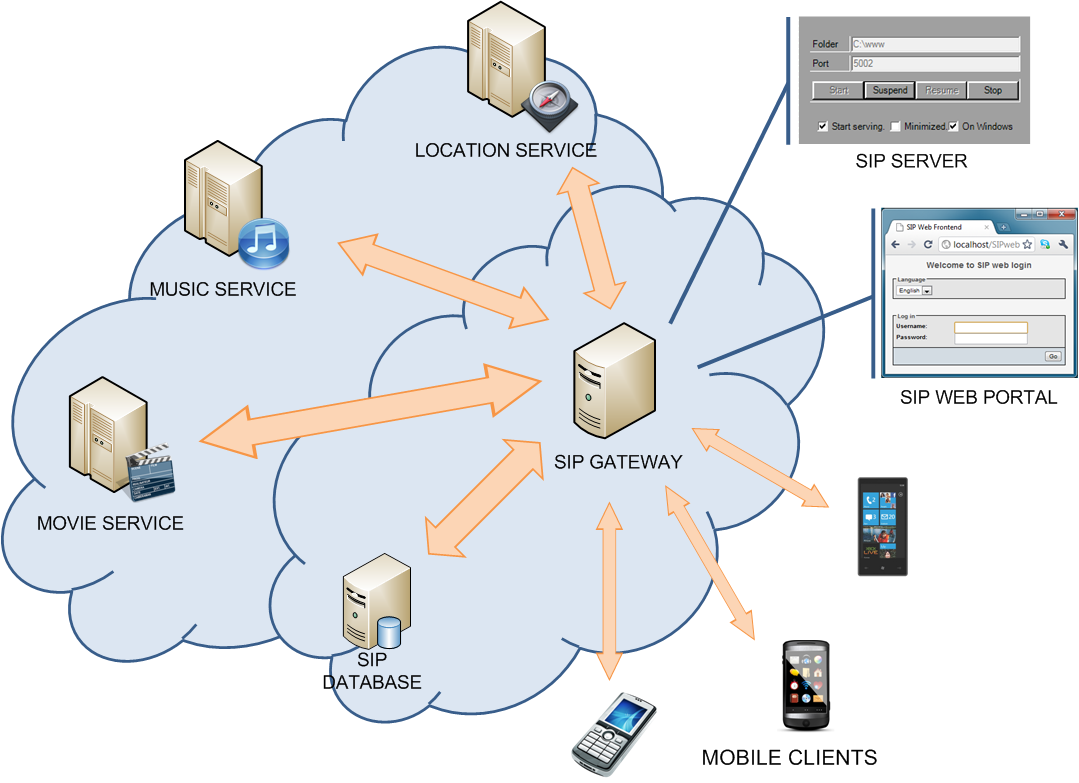 LOCATION SERVICE
MUSIC SERVICE
MOVIE SERVICE
SIP GATEWAY
SIP
DATABASE
Folder C:\www
Port 5002
Start Suspend Resume Stop
Start serving. Minimized. On Windows
SIP SERVER
SIP Web Frontend
localhost/SIPweb
Welcome to SIP web login
Language
English
Log in
Username:
Password:
Go
SIP WEB PORTAL
MOBILE CLIENTS